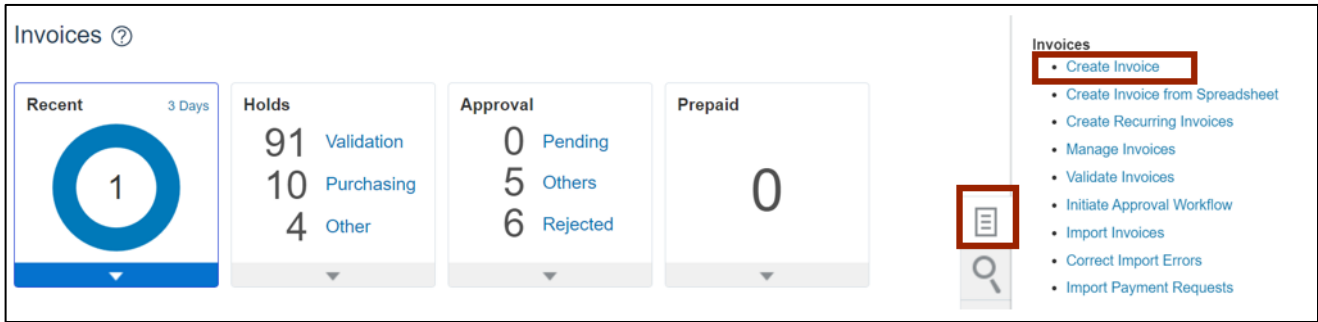 Invoices ?
Recent 3 Days
1
Holds
91 Validation
10 Purchasing
4 Other
Approval
0 Pending
5 Others
6 Rejected
Prepaid
0
Invoices
• Create Invoice
• Create Invoice from Spreadsheet
• Create Recurring Invoices
• Manage Invoices
• Validate Invoices
• Initiate Approval Workflow
• Import Invoices
• Correct Import Errors
• Import Payment Requests